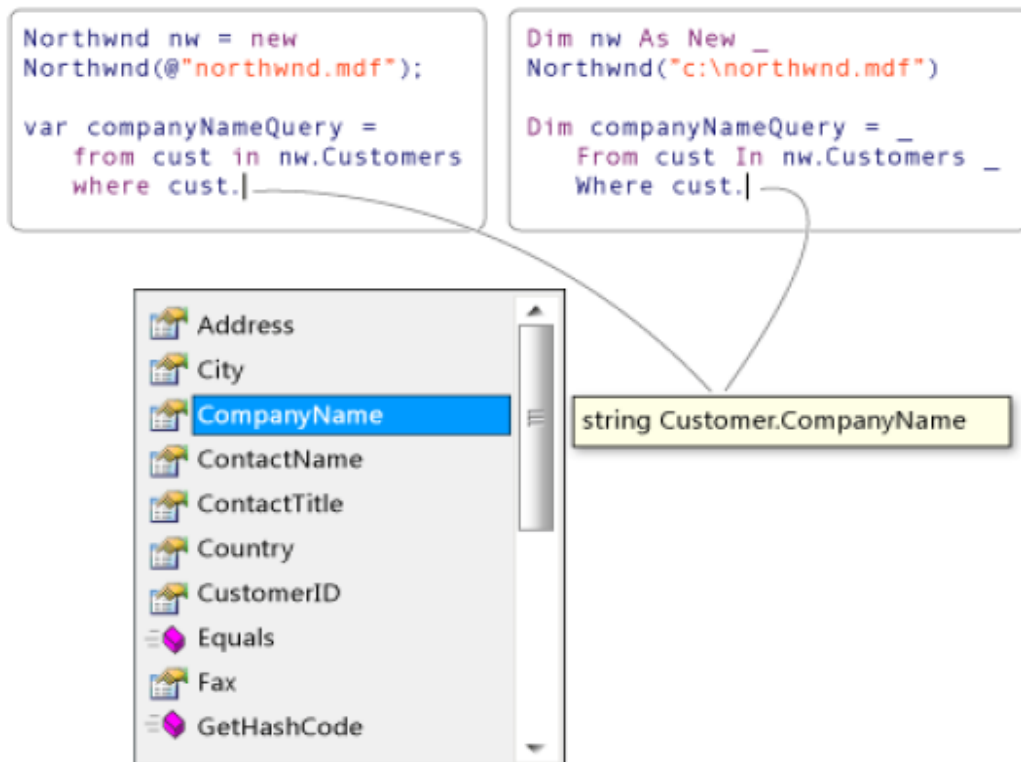 Northwnd nw = new
Northwnd(@"northwnd.mdf");
var companyNameQuery =
from cust in nw.Customers
where cust.
Dim nw As New _
Northwnd("c:\northwnd.mdf")
Dim companyNameQuery = _
From cust In nw.Customers _
Where cust.
Address
City
CompanyName
ContactName
ContactTitle
Country
CustomerID
Equals
Fax
GetHashCode
string Customer.CompanyName